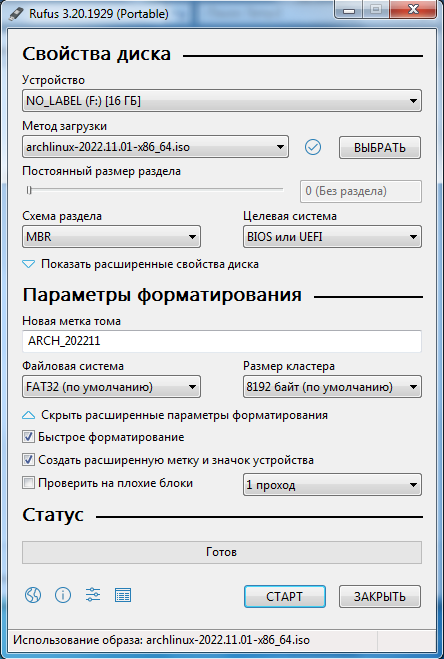 Rufus 3.20.1929 (Portable)
Свойства диска
Устройство
NO_LABEL (F:) [16 ГБ]
Метод загрузки
archlinux-2022.11.01-x86_64.iso
ВЫБРАТЬ
Постоянный размер раздела
0 (Без раздела)
Схема раздела
Целевая система
MBR
BIOS или UEFI
Показать расширенные свойства диска
Параметры форматирования
Новая метка тома
ARCH_202211
Файловая система
Размер кластера
FAT32 (по умолчанию)
8192 байт (по умолчанию)
Скрыть расширенные параметры форматирования
Быстрое форматирование
Создать расширенную метку и значок устройства
Проверить на плохие блоки
1 проход
Статус
Готов
СТАРТ
ЗАКРЫТЬ
Использование образа: archlinux-2022.11.01-x86_64.iso